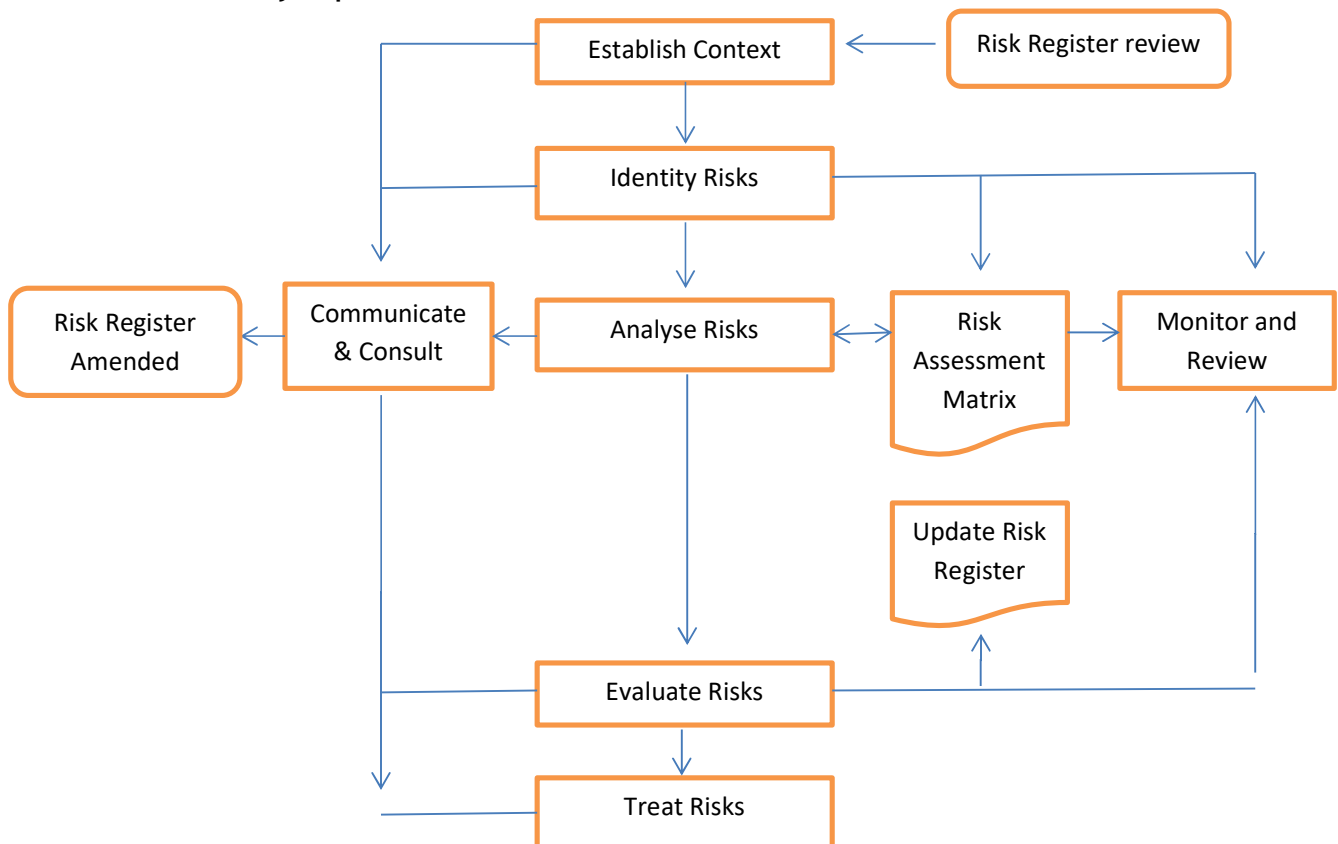 Establish Context
Risk Register review
Identity Risks
Risk Register
Amended
Communicate
& Consult
Analyse Risks
Risk
Assessment
Matrix
Monitor and
Review
Update Risk
Register
Evaluate Risks
Treat Risks